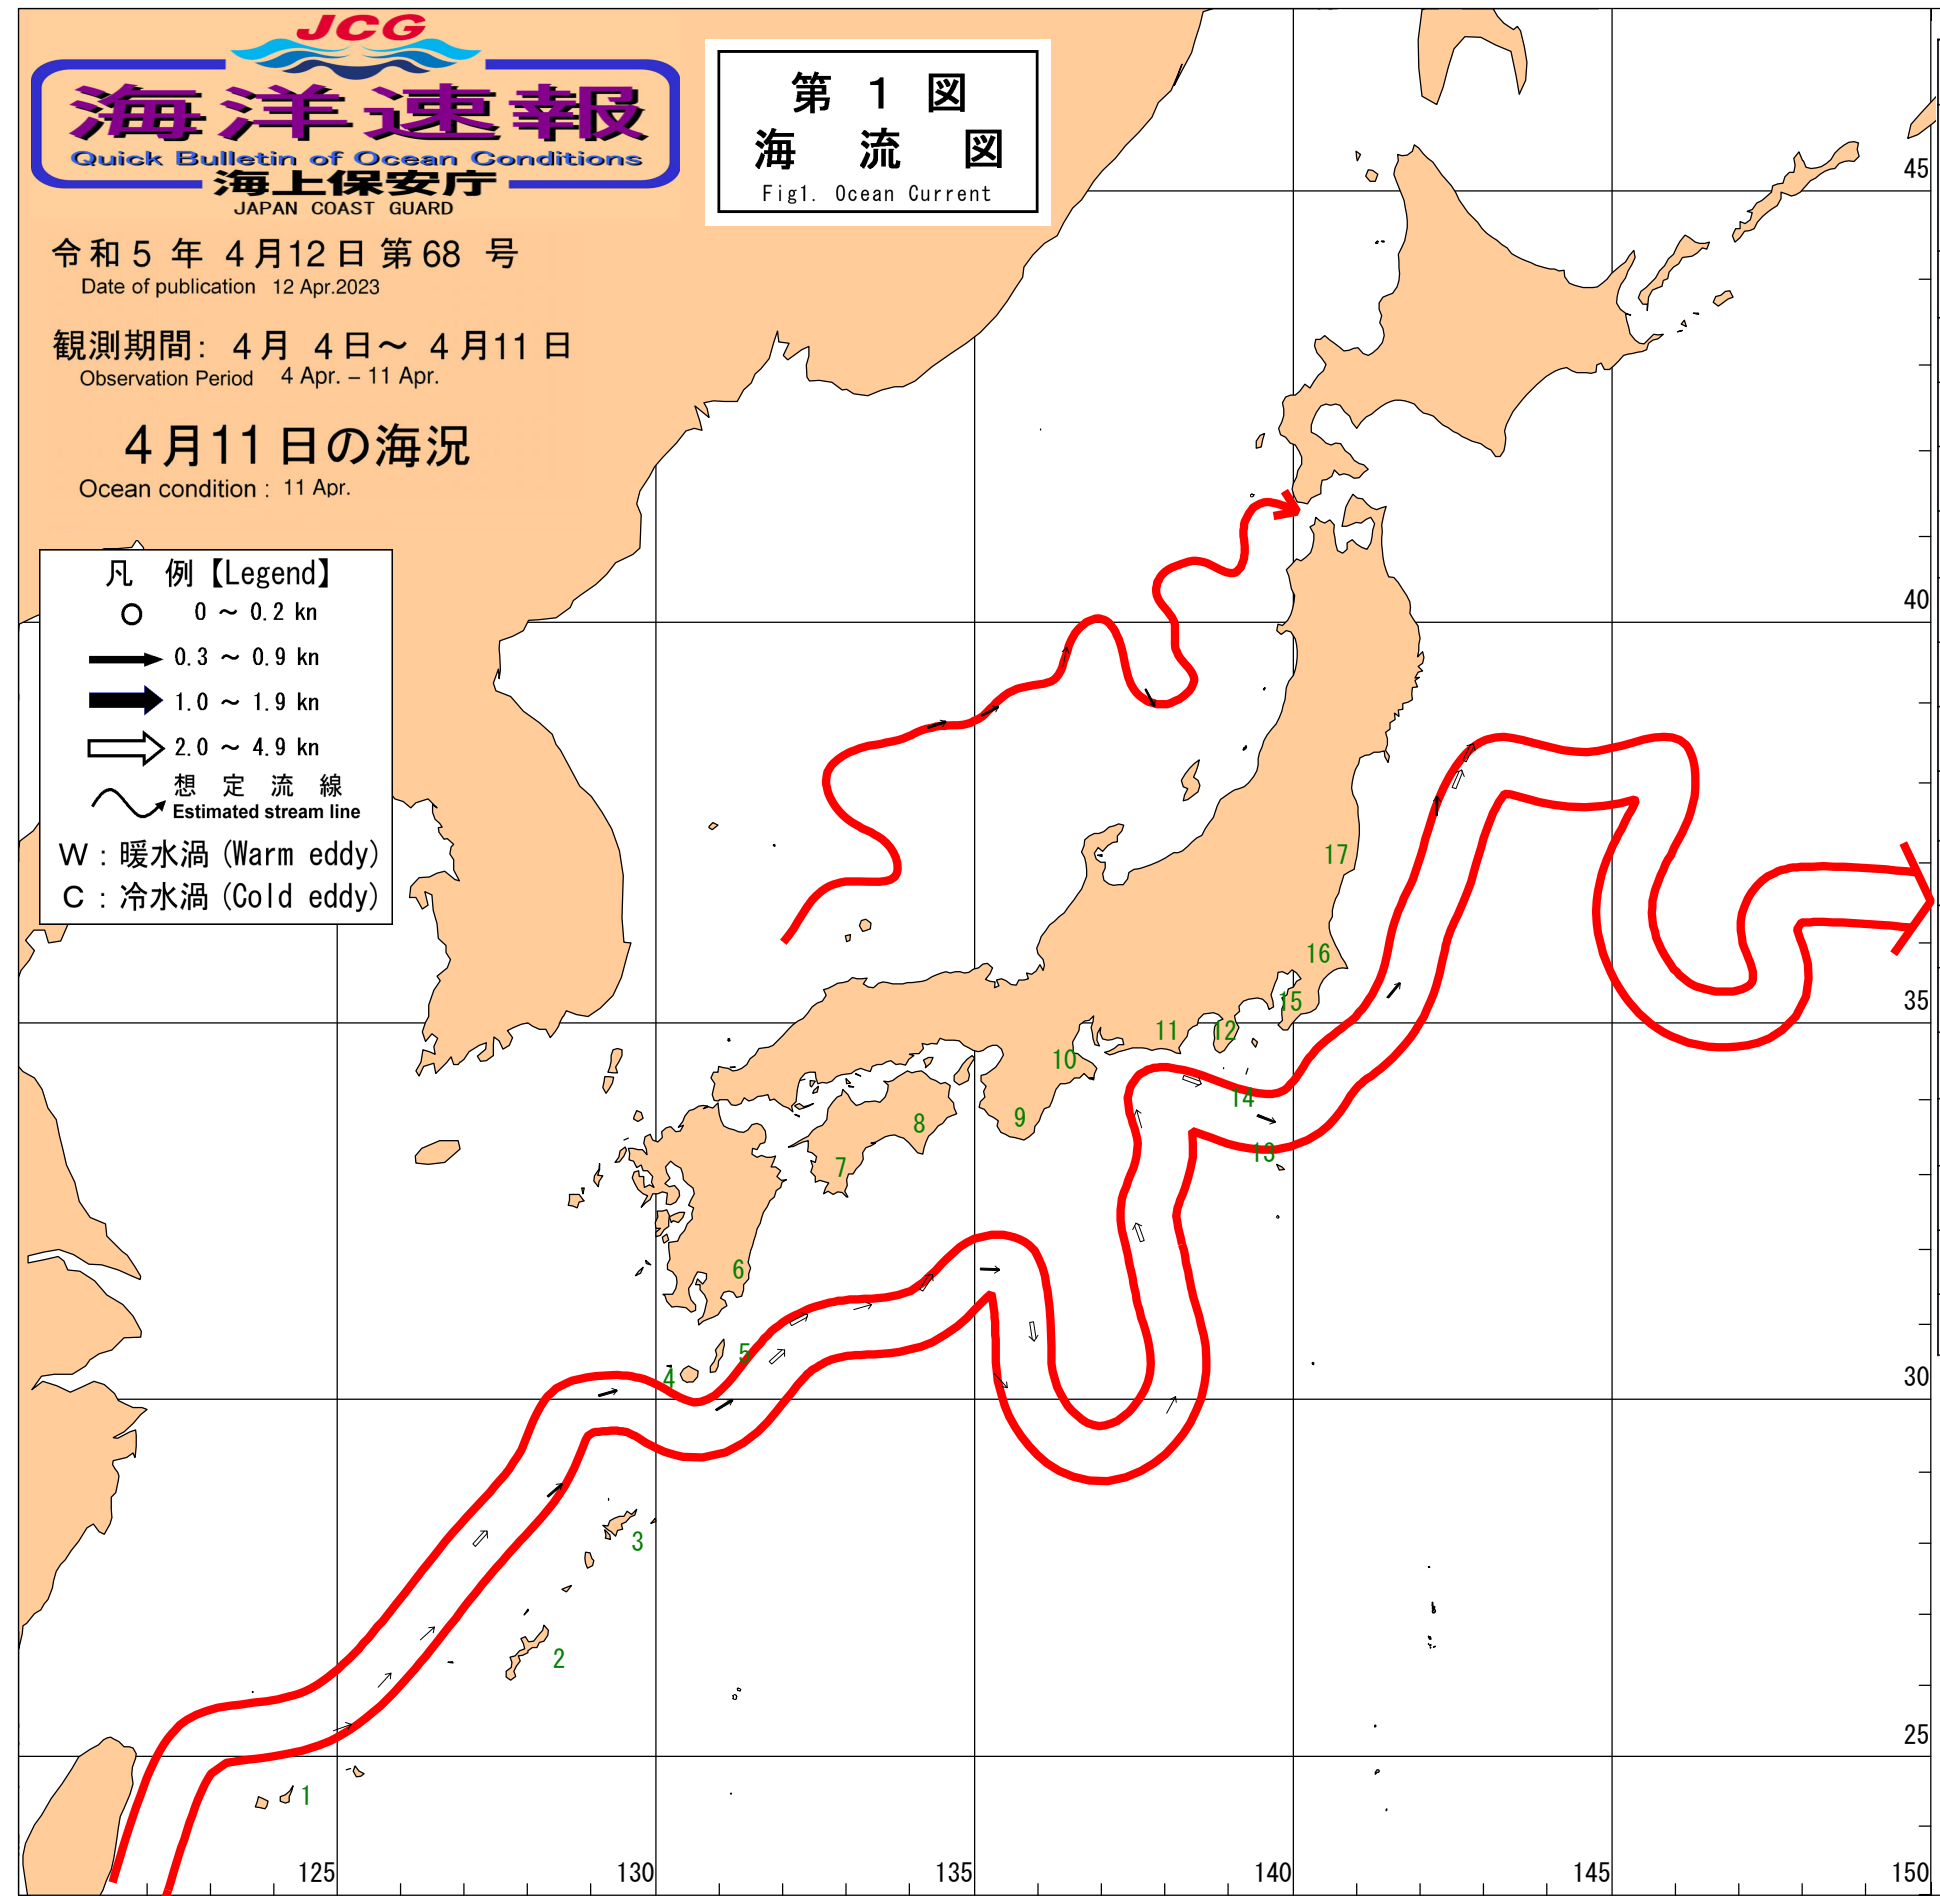 JCG
海洋速報
Quick Bulletin of Ocean Conditions
海上保安庁
JAPAN COAST GUARD
第 1 図
海 流 図
Fig1. Ocean Current
令和 5 年 4月12日 第68 号
Date of publication 12 Apr.2023
観測期間: 4月 4日～ 4月11日
Observation Period 4 Apr. – 11 Apr.
4月11日の海況
Ocean condition : 11 Apr.
凡 例【Legend】
0 ～ 0.2 kn
0.3 ～ 0.9 kn
1.0 ～ 1.9 kn
2.0 ～ 4.9 kn
想 定 流 線
Estimated stream line
W : 暖水渦 (Warm eddy)
C : 冷水渦 (Cold eddy)
45
40
17
16
35
15
11
12
10
14
9
8
13
7
6
5
4
30
3
2
25
1
125
130
135
140
145
150